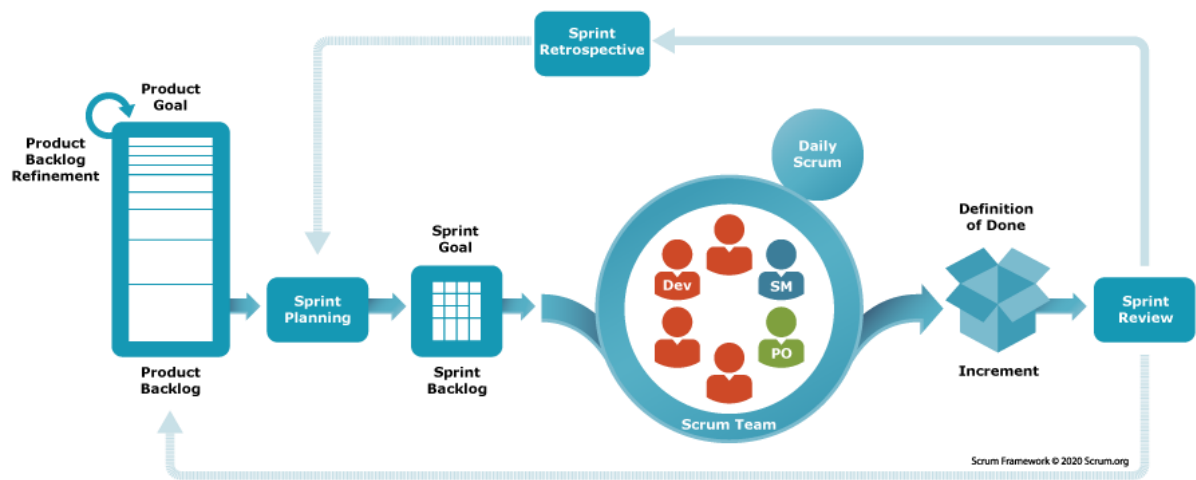 Sprint
Retrospective
Product
Goal
Product
Backlog
Refinement
Daily
Scrum
Definition
of Done
Sprint
Goal
Dev
SM
Sprint
Planning
Sprint
Review
PO
Product
Backlog
Sprint
Backlog
Increment
Scrum Team
Scrum Framework © 2020 Scrum.org